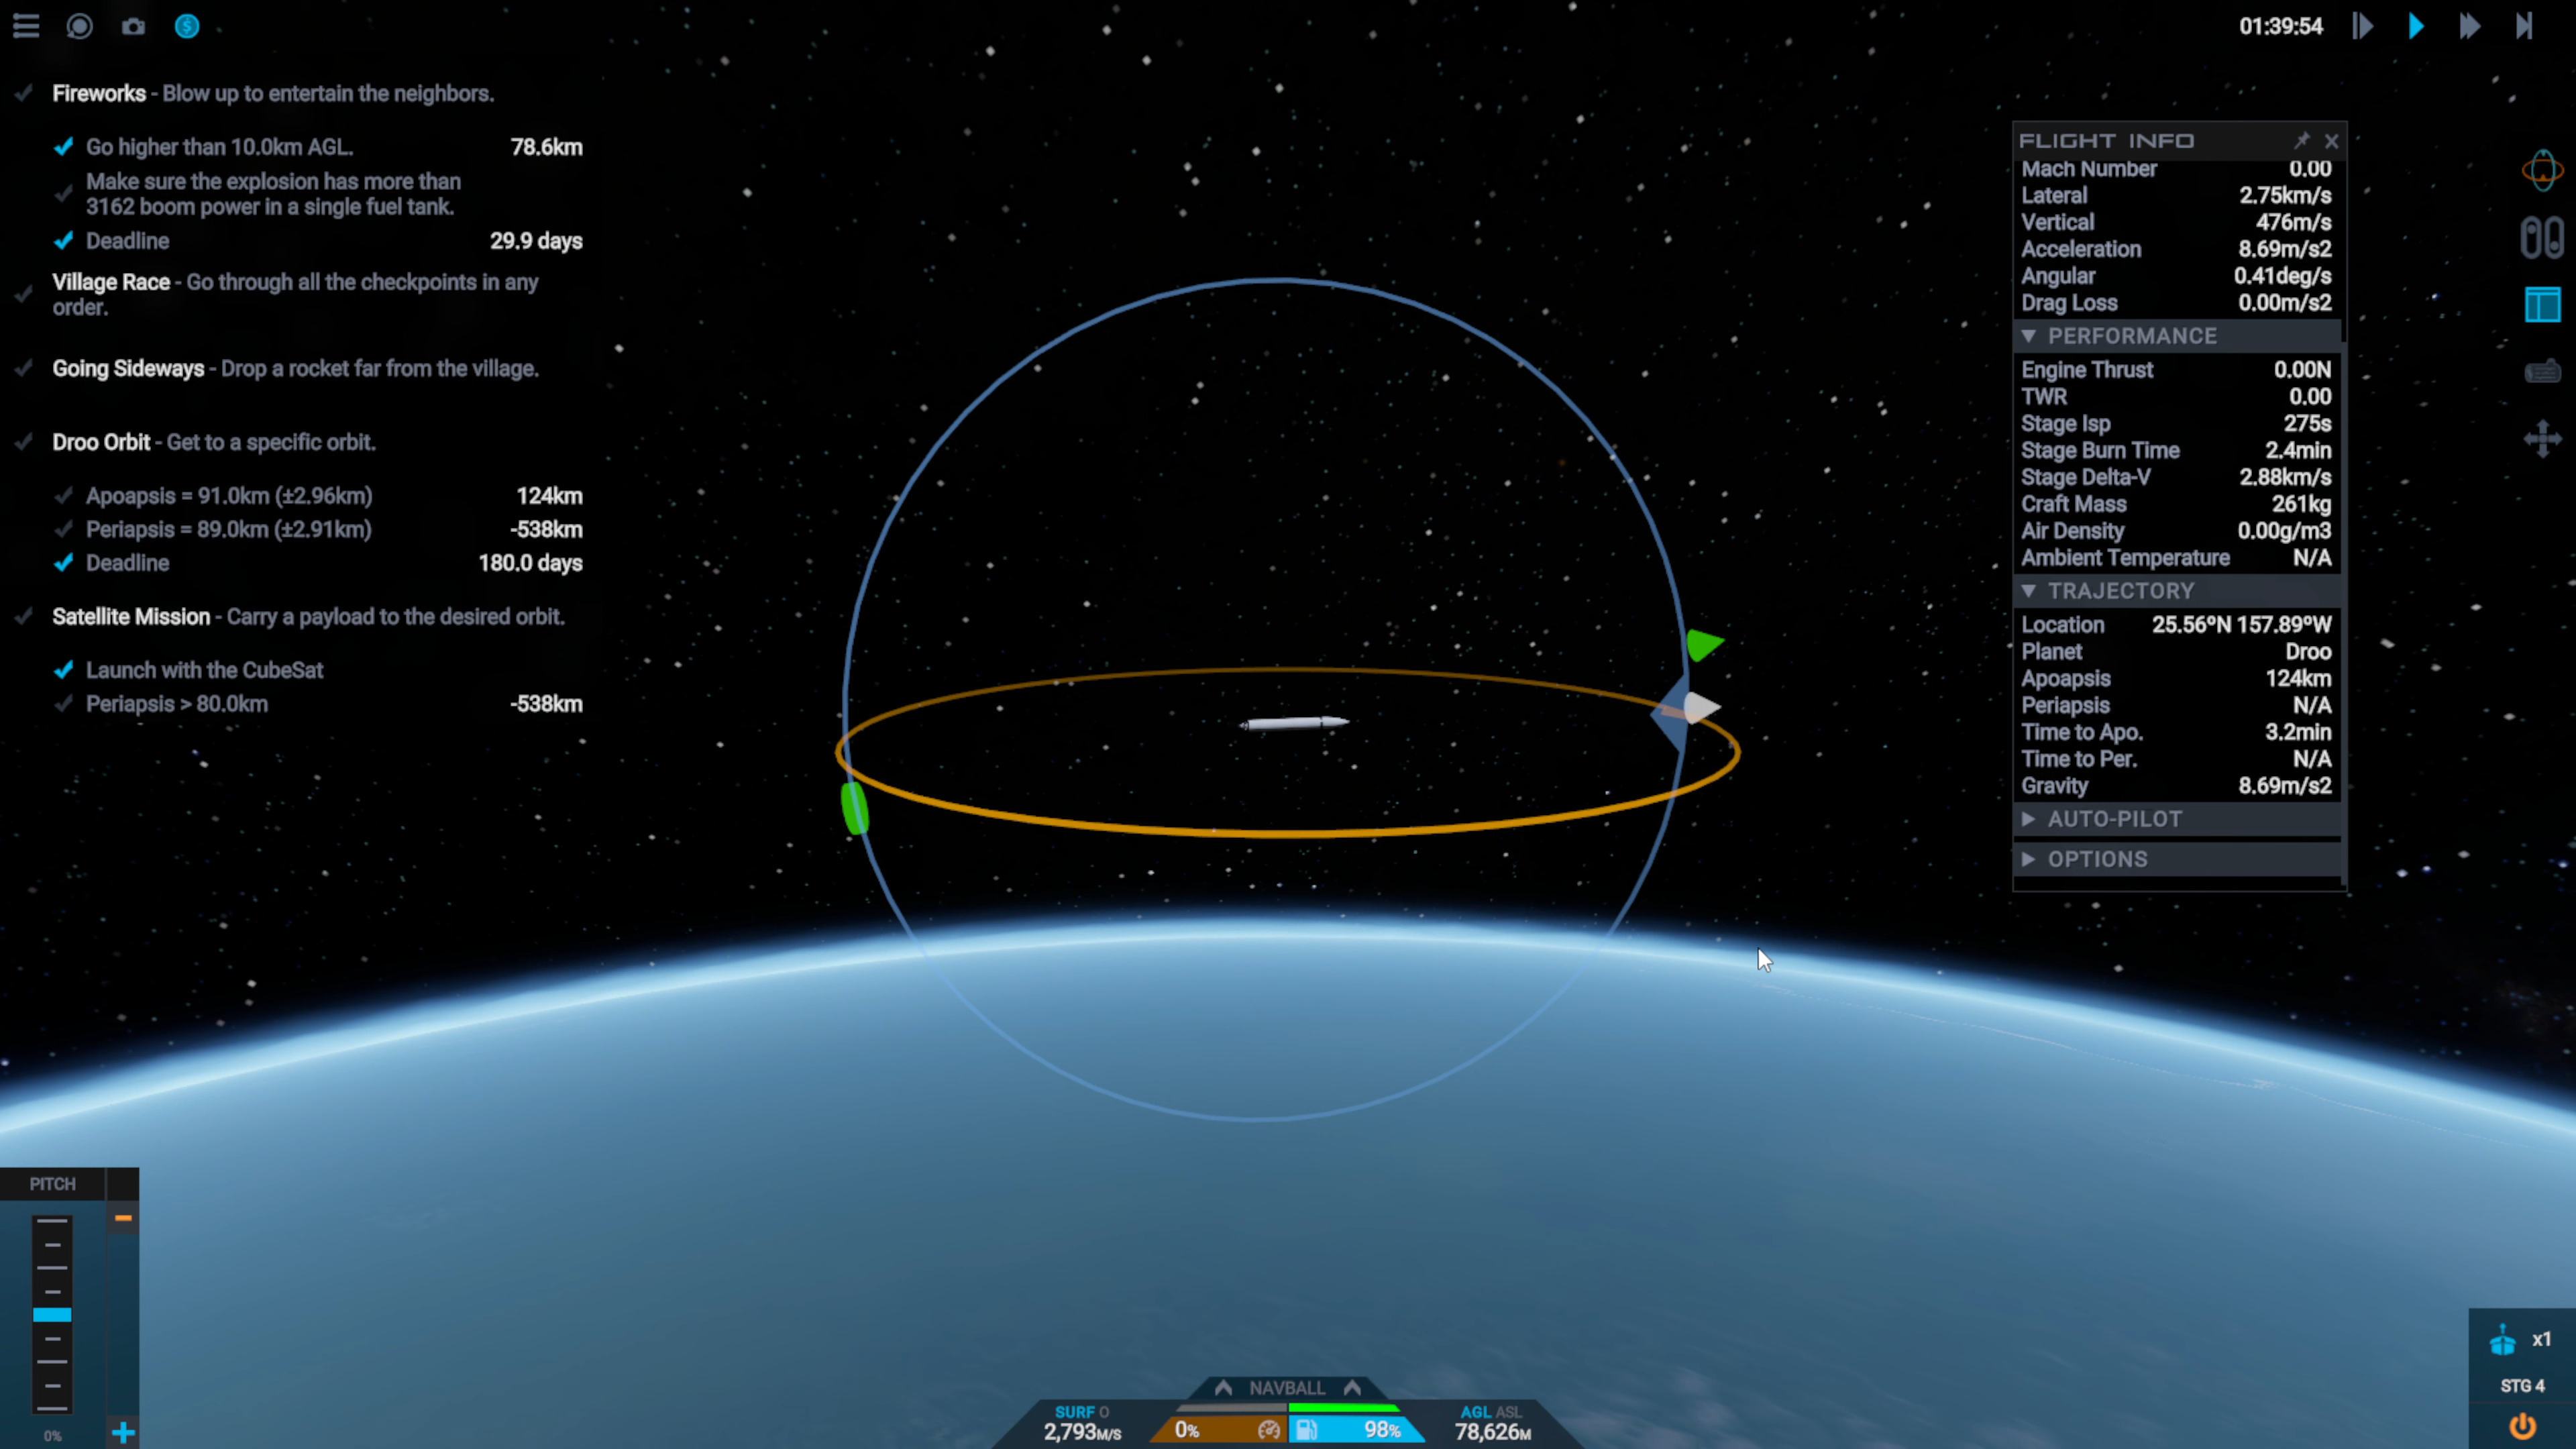 01:39:54
Fireworks - Blow up to entertain the neighbors.
Go higher than 10.0km AGL. 78.6km
Make sure the explosion has more than
3162 boom power in a single fuel tank.
Deadline 29.9 days
Village Race - Go through all the checkpoints in any
order.
Going Sideways - Drop a rocket far from the village.
Droo Orbit - Get to a specific orbit.
Apoapsis = 91.0km (±2.96km) 124km
Periapsis = 89.0km (±2.91km) -538km
Deadline 180.0 days
Satellite Mission - Carry a payload to the desired orbit.
Launch with the CubeSat
Periapsis > 80.0km -538km
FLIGHT INFO
Mach Number 0.00
Lateral 2.75km/s
Vertical 476m/s
Acceleration 8.69m/s2
Angular 0.41deg/s
Drag Loss 0.00m/s2
PERFORMANCE
Engine Thrust 0.00N
TWR 0.00
Stage Isp 275s
Stage Burn Time 2.4min
Stage Delta-V 2.88km/s
Craft Mass 261kg
Air Density 0.00g/m3
Ambient Temperature N/A
TRAJECTORY
Location 25.56ºN 157.89ºW
Planet Droo
Apoapsis 124km
Periapsis N/A
Time to Apo. 3.2min
Time to Per. N/A
Gravity 8.69m/s2
AUTO-PILOT
OPTIONS
PITCH
0%
NAVBALL
SURF O
2,793M/S
0%
98%
AGL ASL
78,626M
x1
STG 4